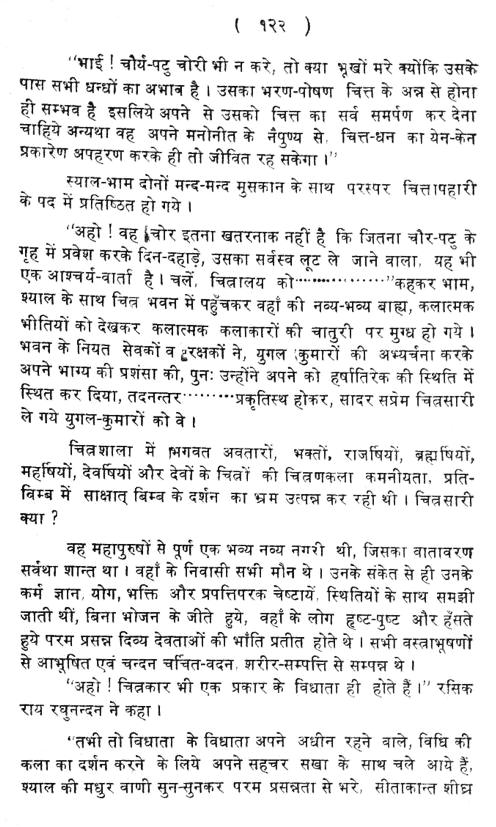 ( १२२ )
"भाई ! चौर्य-पटु चोरी भी न करे, तो क्या भूखों मरे क्योंकि उसके
पास सभी धन्धों का अभाव है । उसका भरण-पोषण चित्त के अन्न से होना
ही सम्भव है इसलिये अपने से उसको चित्त का सर्व समर्पण कर देना
चाहिये अन्यथा वह अपने मनोनीत के नैपुण्य से, चित्त-धन का येन-केन
प्रकारेण अपहरण करके ही तो जीवित रह सकेगा ।"
स्याल-भाम दोनों मन्द-मन्द मुसकान के साथ परस्पर चित्तापहारी
के पद में प्रतिष्ठित हो गये ।
"अहो ! वह चोर इतना खतरनाक नहीं है कि जितना चौर-पटु के
गृह में प्रवेश करके दिन-दहाड़े, उसका सर्वस्व लूट ले जाने वाला, यह भी
एक आश्चर्य-वार्ता है । चलें, चित्रालय को··················"कहकर भाम,
श्याल के साथ चित्र भवन में पहुँचकर वहाँ की नव्य-भव्य बाह्य, कलात्मक
भीतियों को देखकर कलात्मक कलाकारों की चातुरी पर मुग्ध हो गये ।
भवन के नियत सेवकों व रक्षकों ने, युगल कुमारों की अभ्यर्चना करके
अपने भाग्य की प्रशंसा की, पुनः उन्होंने अपने को हर्षातिरेक की स्थिति में
स्थित कर दिया, तदनन्तर·········प्रकृतिस्थ होकर, सादर सप्रेम चित्रसारी
ले गये युगल-कुमारों को वे ।
चित्रशाला में भगवत अवतारों, भक्तों, राजर्षियों, ब्रह्मर्षियों,
महर्षियों, देवर्षियों और देवों के चित्रों की चित्रणकला कमनीयता, प्रति-
विम्ब में साक्षात् बिम्ब के दर्शन का भ्रम उत्पन्न कर रही थी । चित्रसारी
क्या ?
वह महापुरुषों से पूर्ण एक भव्य नव्य नगरी थी, जिसका वातावरण
सर्वथा शान्त था । वहाँ के निवासी सभी मौन थे । उनके संकेत से ही उनके
कर्म ज्ञान, योग, भक्ति और प्रपत्तिपरक चेष्टायें, स्थितियों के साथ समझी
जाती थीं, बिना भोजन के जीते हुये, वहाँ के लोग हृष्ट-पुष्ट और हँसते
हुये परम प्रसन्न दिव्य देवताओं की भाँति प्रतीत होते थे । सभी वस्त्राभूषणों
से आभूषित एवं चन्दन चर्चित-वदन, शरीर-सम्पत्ति से सम्पन्न थे ।
"अहो ! चित्रकार भी एक प्रकार के विधाता ही होते हैं ।" रसिक
राय रघुनन्दन ने कहा ।
"तभी तो विधाता के विधाता अपने अधीन रहने वाले, विधि की
कला का दर्शन करने के लिये अपने सहचर सखा के साथ चले आये हैं,
श्याल की मधुर वाणी सुन-सुनकर परम प्रसन्नता से भरे, सीताकान्त शीघ्र